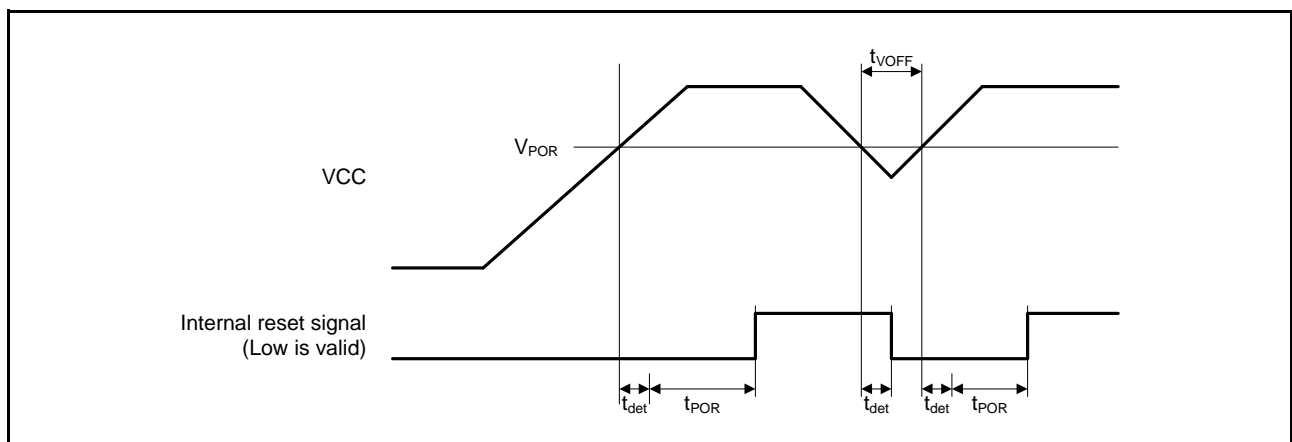 tVOFF
VPOR
VCC
Internal reset signal
(Low is valid)
tdet tPOR tdet tdet tPOR